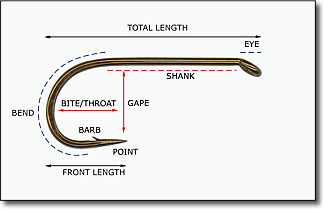 TOTAL LENGTH
EYE
SHANK
BITE/THROAT
GAPE
BEND
BARB
POINT
FRONT LENGTH